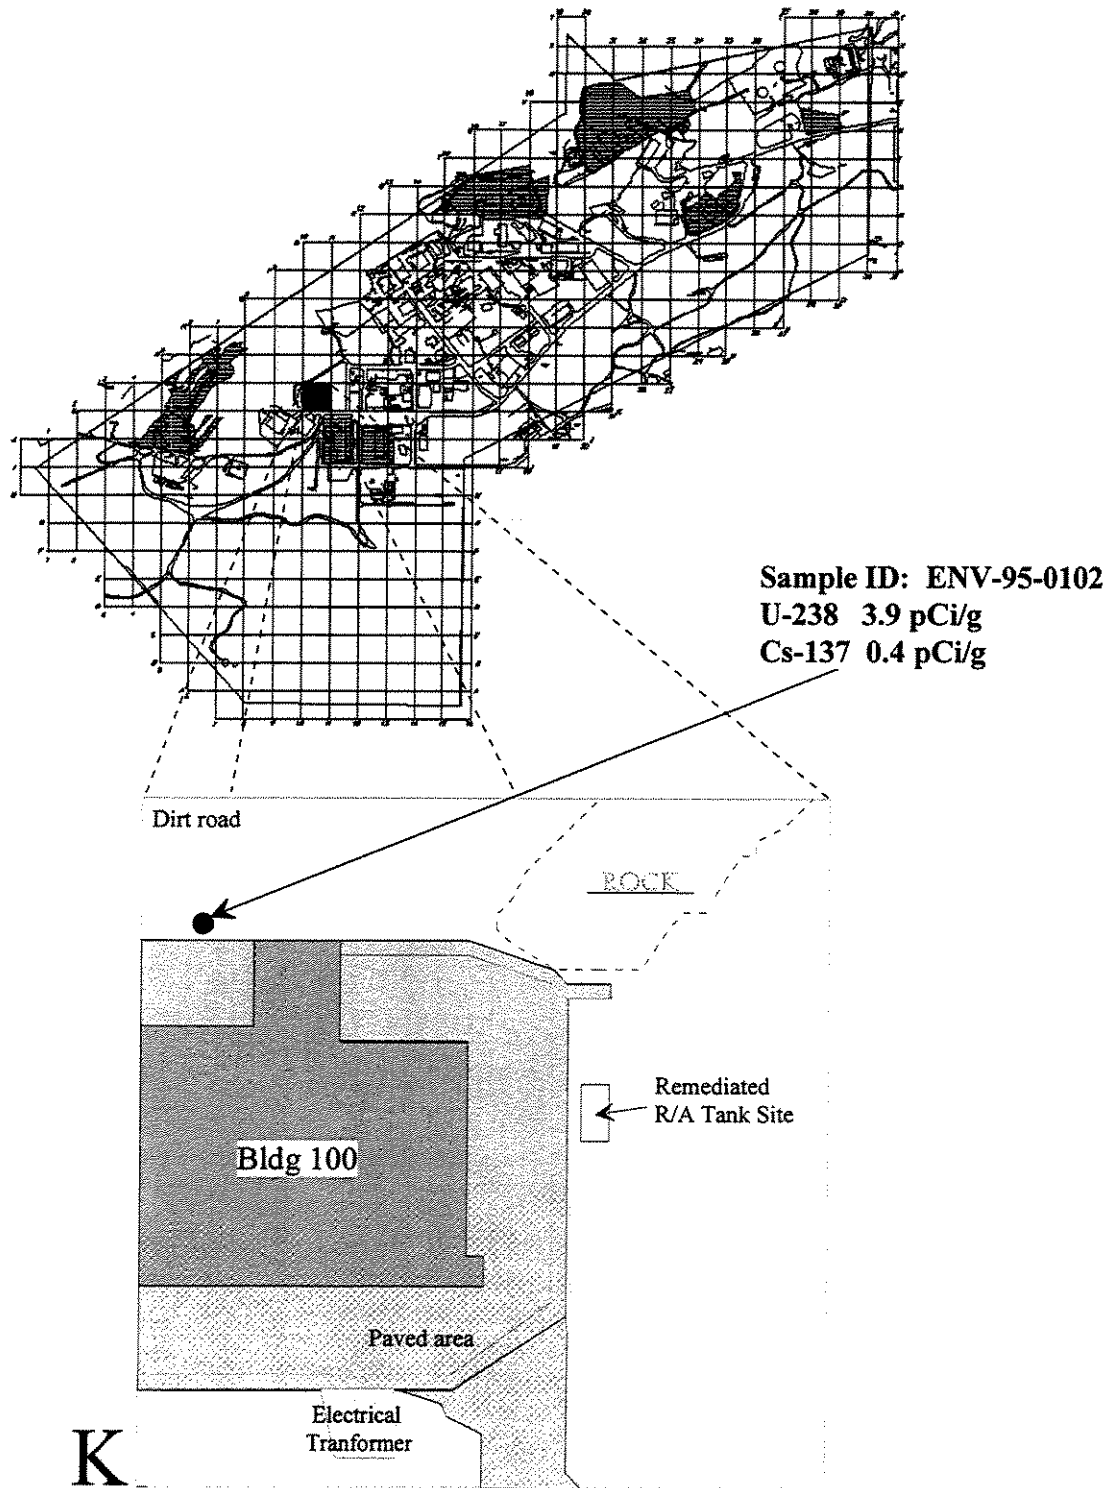 Sample ID: ENV-95-0102
U-238 3.9 pCi/g
Cs-137 0.4 pCi/g
Dirt road
ROCK
Remediated
R/A Tank Site
Bldg 100
Paved area
Electrical
Tranformer
K